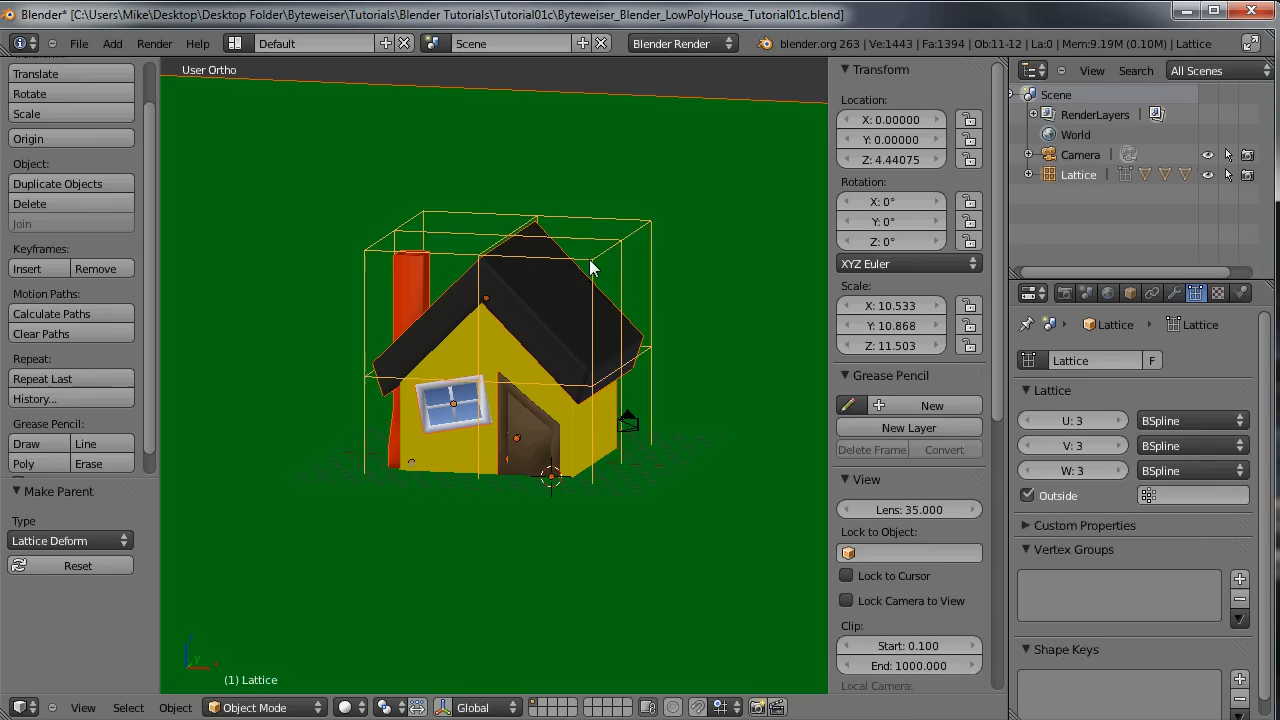 Blender* [C:\Users\Mike\Desktop\Desktop Folder\Byteweiser\Tutorials\Blender Tutorials\Tutorial01c\Byteweiser_Blender_LowPolyHouse_Tutorial01c.blend]
File Add Render Help Default Scene Blender Render blender.org 263 | Ve:1443 | Fa:1394 | Ob:11-12 | La:0 | Mem:9.19M (0.10M) | Lattice
Translate
Rotate
Scale
Origin
Object:
Duplicate Objects
Delete
Join
Keyframes:
Insert Remove
Motion Paths:
Calculate Paths
Clear Paths
Repeat:
Repeat Last
History...
Grease Pencil:
Draw Line
Poly Erase
Make Parent
Type
Lattice Deform
Reset
User Ortho
z
y
(1) Lattice
View Select Object Object Mode Global
Transform
Location:
X: 0.00000
Y: 0.00000
Z: 4.44075
Rotation:
X: 0°
Y: 0°
Z: 0°
XYZ Euler
Scale:
X: 10.533
Y: 10.868
Z: 11.503
Grease Pencil
New
New Layer
Delete Frame Convert
View
Lens: 35.000
Lock to Object:
Lock to Cursor
Lock Camera to View
Clip:
Start: 0.100
End: 1000.000
Local Camera:
View Search All Scenes
Scene
RenderLayers |
World
Camera |
Lattice |
Lattice Lattice
Lattice F
Lattice
U: 3 BSpline
V: 3 BSpline
W: 3 BSpline
Outside
Custom Properties
Vertex Groups
Shape Keys